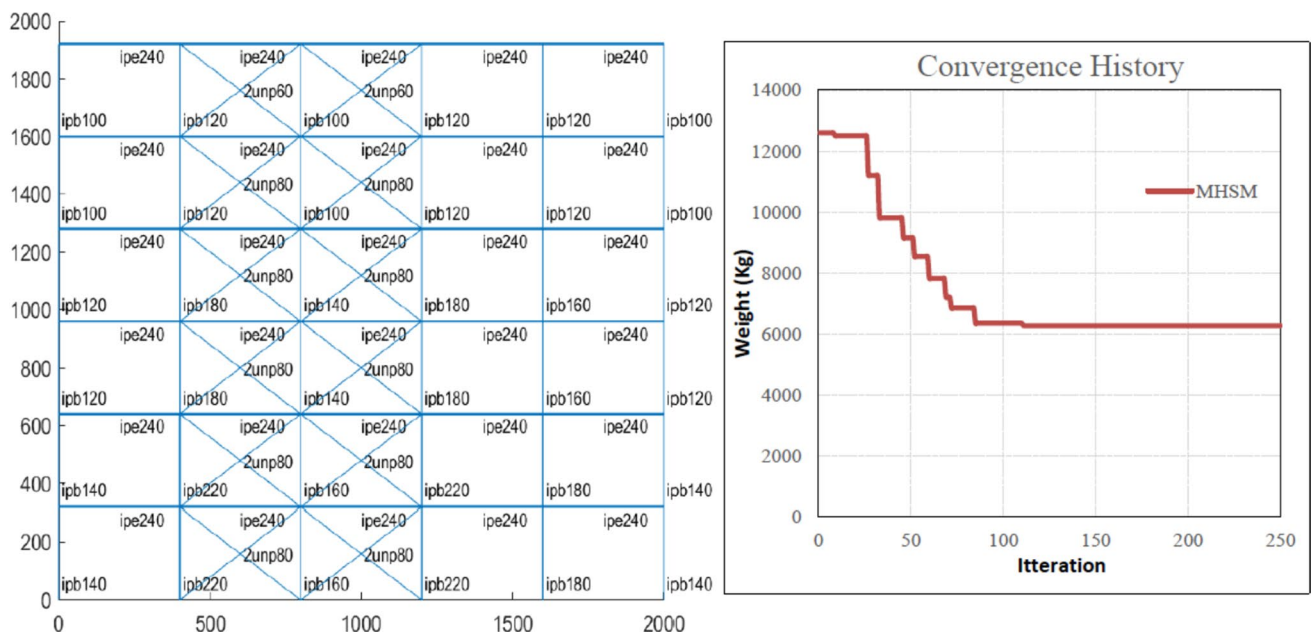 2000
ipe240 ipe240 ipe240 ipe240 ipe240
1800
2unp60 2unp60
ipb100 ipb120 ipb100 ipb120 ipb120 ipb100
1600
ipe240 ipe240 ipe240 ipe240 ipe240
1400
2unp80 2unp80
ipb100 ipb120 ipb100 ipb120 ipb120 ipb100
1200
ipe240 ipe240 ipe240 ipe240 ipe240
2unp80 2unp80
ipb120 ipb180 ipb140 ipb180 ipb160 ipb120
1000
ipe240 ipe240 ipe240 ipe240 ipe240
800
2unp80 2unp80
ipb120 ipb180 ipb140 ipb180 ipb160 ipb120
600
ipe240 ipe240 ipe240 ipe240 ipe240
2unp80 2unp80
400
ipb140 ipb220 ipb160 ipb220 ipb180 ipb140
ipe240 ipe240 ipe240 ipe240 ipe240
200
2unp80 2unp80
ipb140 ipb220 ipb160 ipb220 ipb180 ipb140
0
0 500 1000 1500 2000
Convergence History
14000
12000
10000
8000
6000
4000
2000
0
Weight (Kg)
MHSM
0 50 100 150 200 250
Itteration